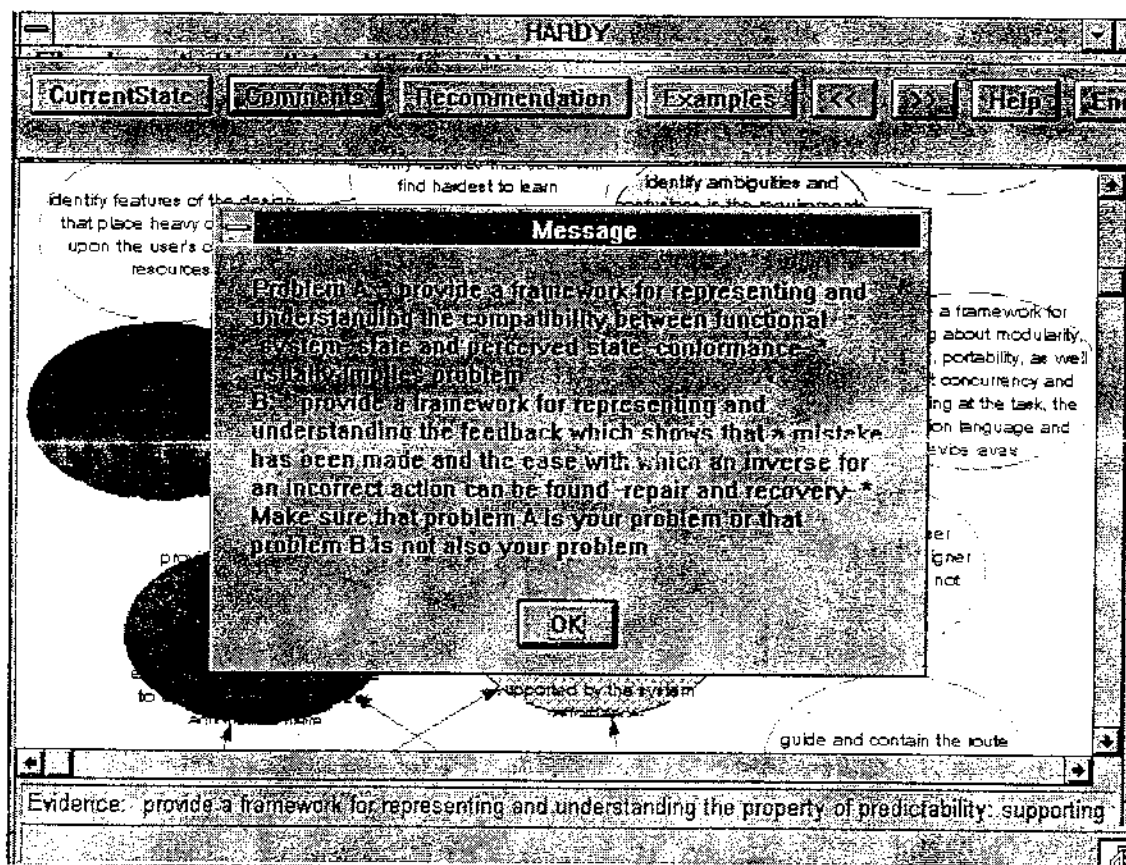 HARDY
CurrentState Comments Recommendation Examples << >> Help
find hardest to learn
identify ambiguities and
identify features of the design
that place heavy
upon the user's
resources
Message
Problem A provide a framework for representing and
understanding the compatibility between functional
system-state and perceived state-conformance-*
usually implies problem
B. * provide a framework for representing and
understanding the feedback which shows that a mistake
has been made and the ease with which an inverse for
an incorrect action can be found-repair and recovery-*
Make sure that problem A is your problem or that
problem B is not also your problem
OK
a framework for
about modularity,
portability, as well
concurrency and
at the task, the
language and
not
supported by the system
guide and contain the route
Evidence: provide a framework for representing and understanding the property of predictability: supporting